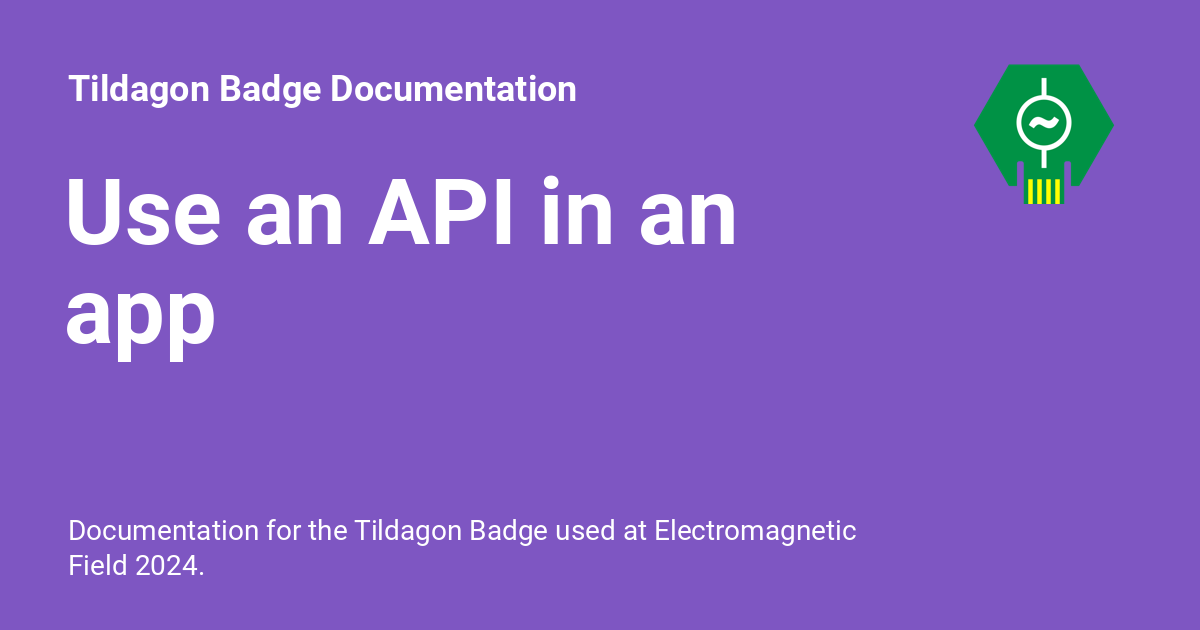 Tildagon Badge Documentation
Use an API in an
app
Documentation for the Tildagon Badge used at Electromagnetic
Field 2024.